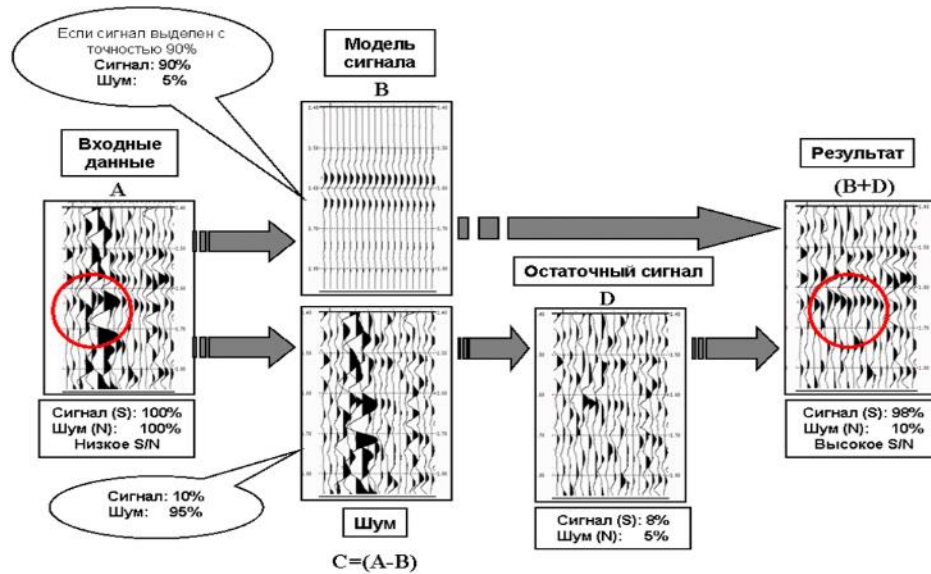 Если сигнал выделен с
точностью 90%
Сигнал: 90%
Шум: 5%
Модель
сигнала
B
Входные
данные
A
Результат
(B+D)
Остаточный сигнал
D
Сигнал (S): 100%
Шум (N): 100%
Низкое S/N
Сигнал (S): 98%
Шум (N): 10%
Высокое S/N
Сигнал: 10%
Шум: 95%
Шум
C=(A-B)
Сигнал (S): 8%
Шум (N): 5%